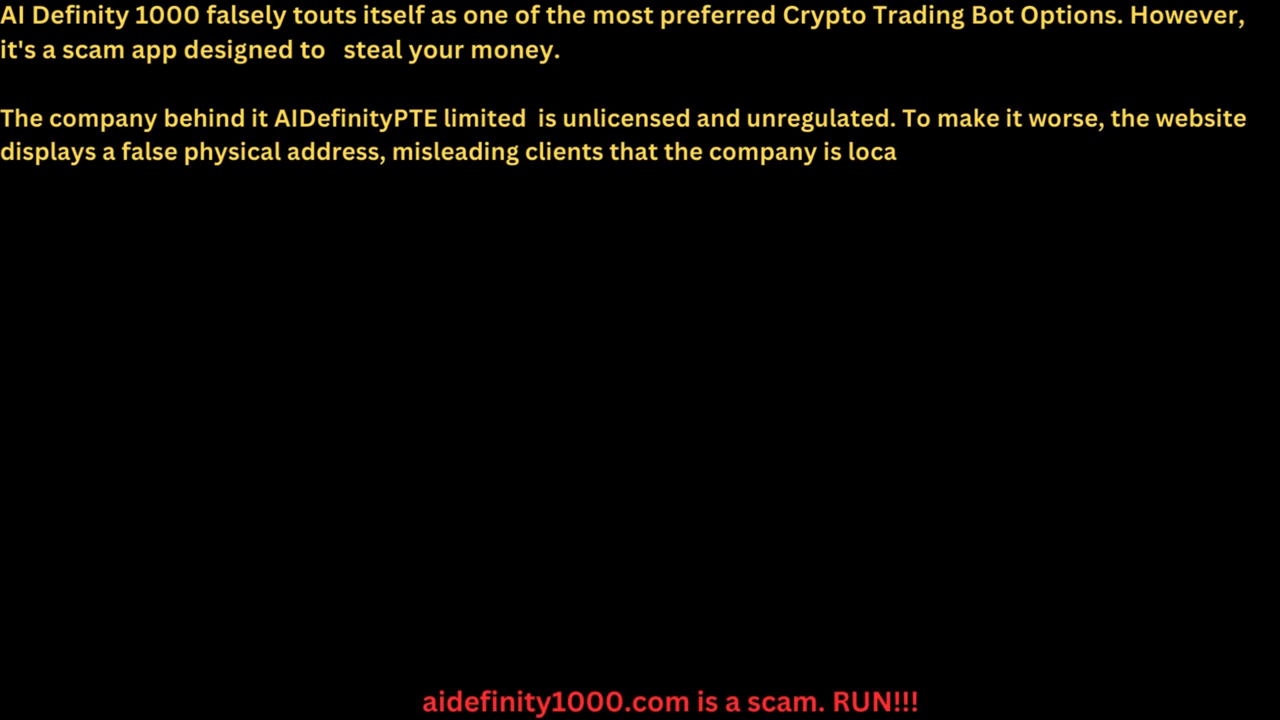 AI Definity 1000 falsely touts itself as one of the most preferred Crypto Trading Bot Options. However,
it's a scam app designed to   steal your money.
The company behind it AIDefinityPTE limited  is unlicensed and unregulated. To make it worse, the website
displays a false physical address, misleading clients that the company is loca
aidefinity1000.com is a scam. RUN!!!